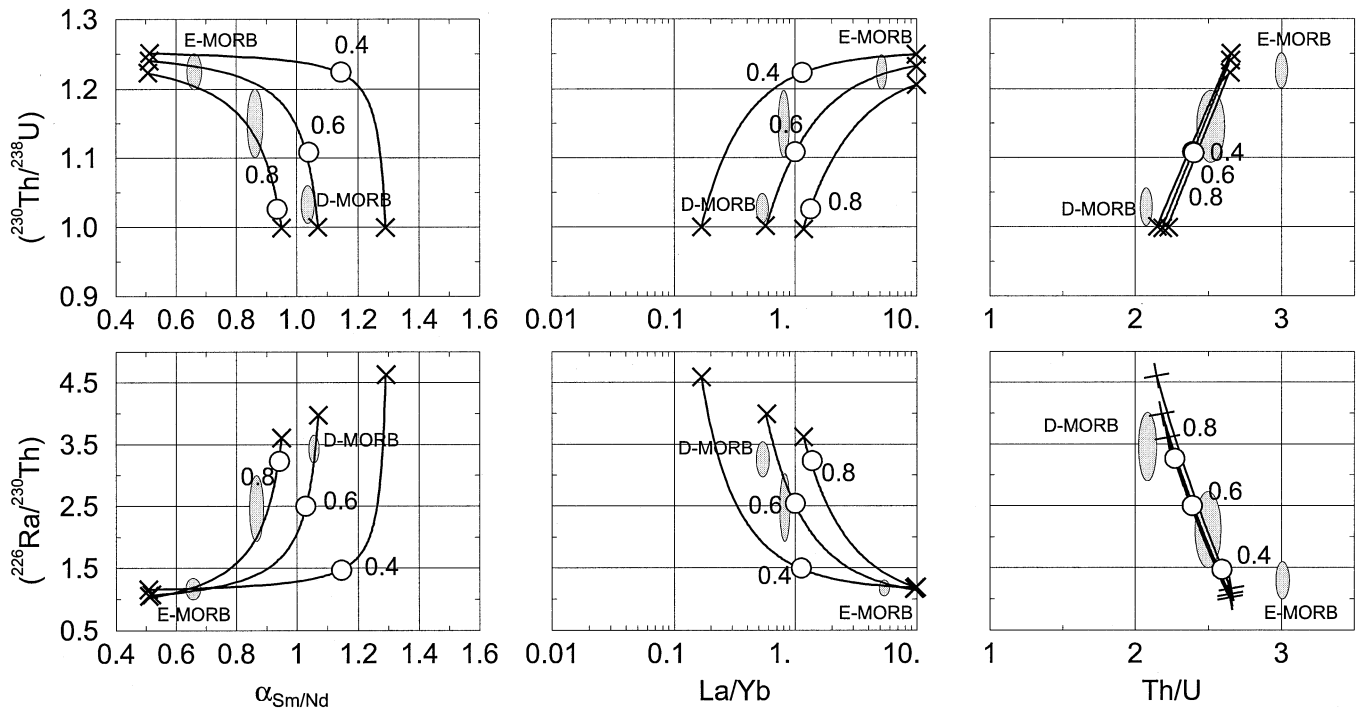 (²³⁰Th/²³⁸U)
1.3
1.2
1.1
1.0
0.9
E-MORB
0.4
0.6
0.8
D-MORB
0.4 0.6 0.8 1.0 1.2 1.4 1.6
E-MORB
0.4
0.6
D-MORB
0.8
0.01 0.1 1. 10.
E-MORB
0.4
0.6
0.8
D-MORB
1 2 3
(²²⁶Ra/²³⁰Th)
4.5
3.5
2.5
1.5
0.5
D-MORB
0.8
0.6
0.4
E-MORB
0.4 0.6 0.8 1 1.2 1.4 1.6
αSm/Nd
D-MORB
0.8
0.6
0.4
E-MORB
0.01 0.1 1. 10.
La/Yb
D-MORB
0.8
0.6
0.4
E-MORB
1 2 3
Th/U